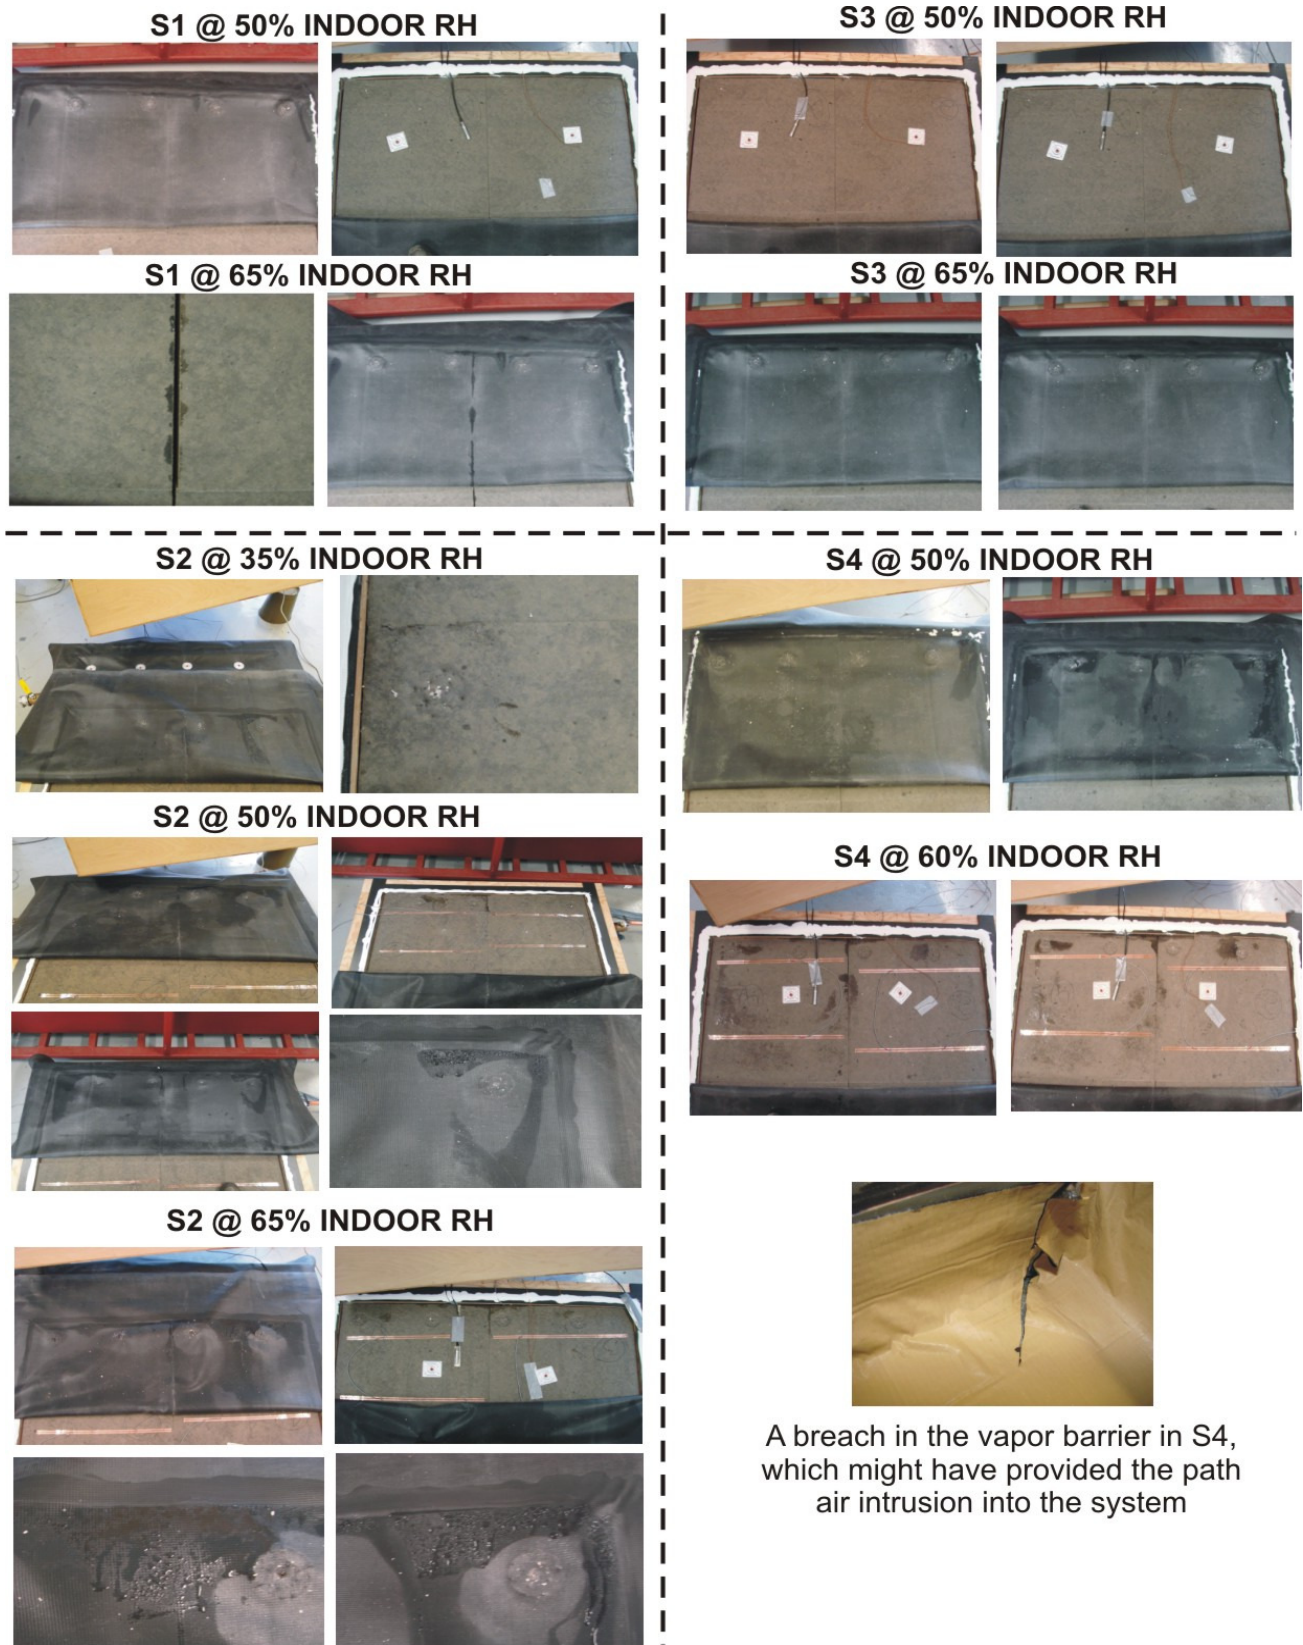 S1 @ 50% INDOOR RH
S1 @ 65% INDOOR RH
S2 @ 35% INDOOR RH
S2 @ 50% INDOOR RH
S2 @ 65% INDOOR RH
S3 @ 50% INDOOR RH
S3 @ 65% INDOOR RH
S4 @ 50% INDOOR RH
S4 @ 60% INDOOR RH
A breach in the vapor barrier in S4,
which might have provided the path
air intrusion into the system